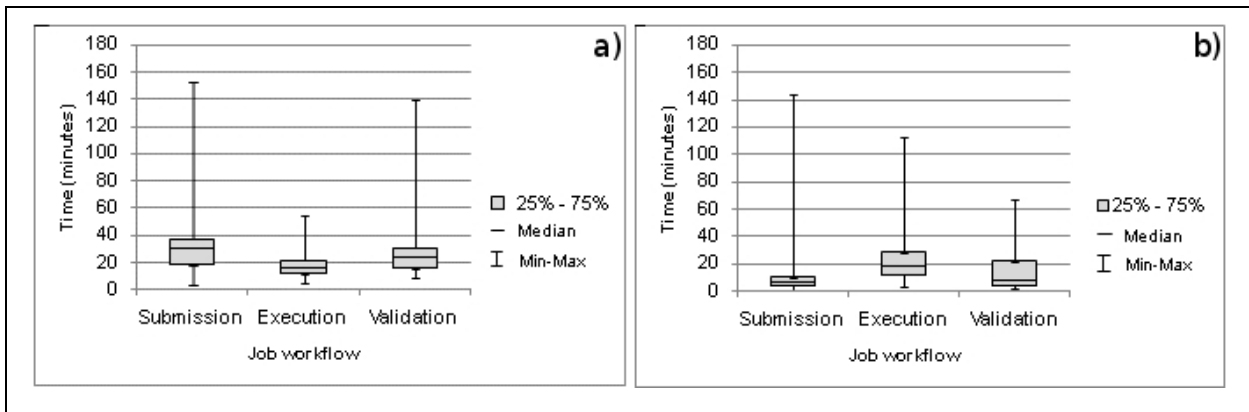 a)
Time (minutes)
180
160
140
120
100
80
60
40
20
0
Submission Execution Validation
Job workflow
25% - 75%
Median
Min-Max
b)
Time (minutes)
180
160
140
120
100
80
60
40
20
0
Submission Execution Validation
Job workflow
25% - 75%
Median
Min-Max